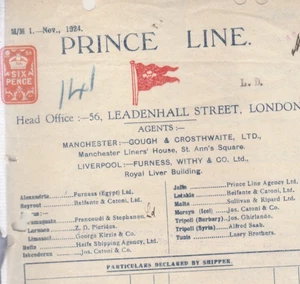 M/M 1.—Nov., 1924.
PRINCE LINE.
SIX
PENCE
141
L. B.
Head Office :—56, LEADENHALL STREET, LONDON
AGENTS :—
MANCHESTER:—GOUGH & CROSTHWAITE, LTD.,
Manchester Liners' House, St. Ann's Square.
LIVERPOOL:—FURNESS, WITHY & CO. Ltd.,
Royal Liver Building.
Alexandria Furness (Egypt) Ltd.
Beyrout Belfante & Catoni, Ltd.
Famagusta Prenoudi & Stephanou.
Larnaca Z. D. Pierides.
Limassol George Kirzis & Co.
Haifa Shipping Agency, Ltd.
Iskenderun Jos. Catoni & Co.
Jaffa Prince Line Agency Ltd.
Latakia Belfante & Catoni, Ltd.
Malta Sullivan & Ripard Ltd.
Mersyn (Icel) Jos. Catoni & Co.
Tripoli (Barbary) Jos. Ghirlando.
Tripoli (Syria) Alfred Saab.
Tunis Brothers.
PARTICULARS DECLARED BY SHIPPER.